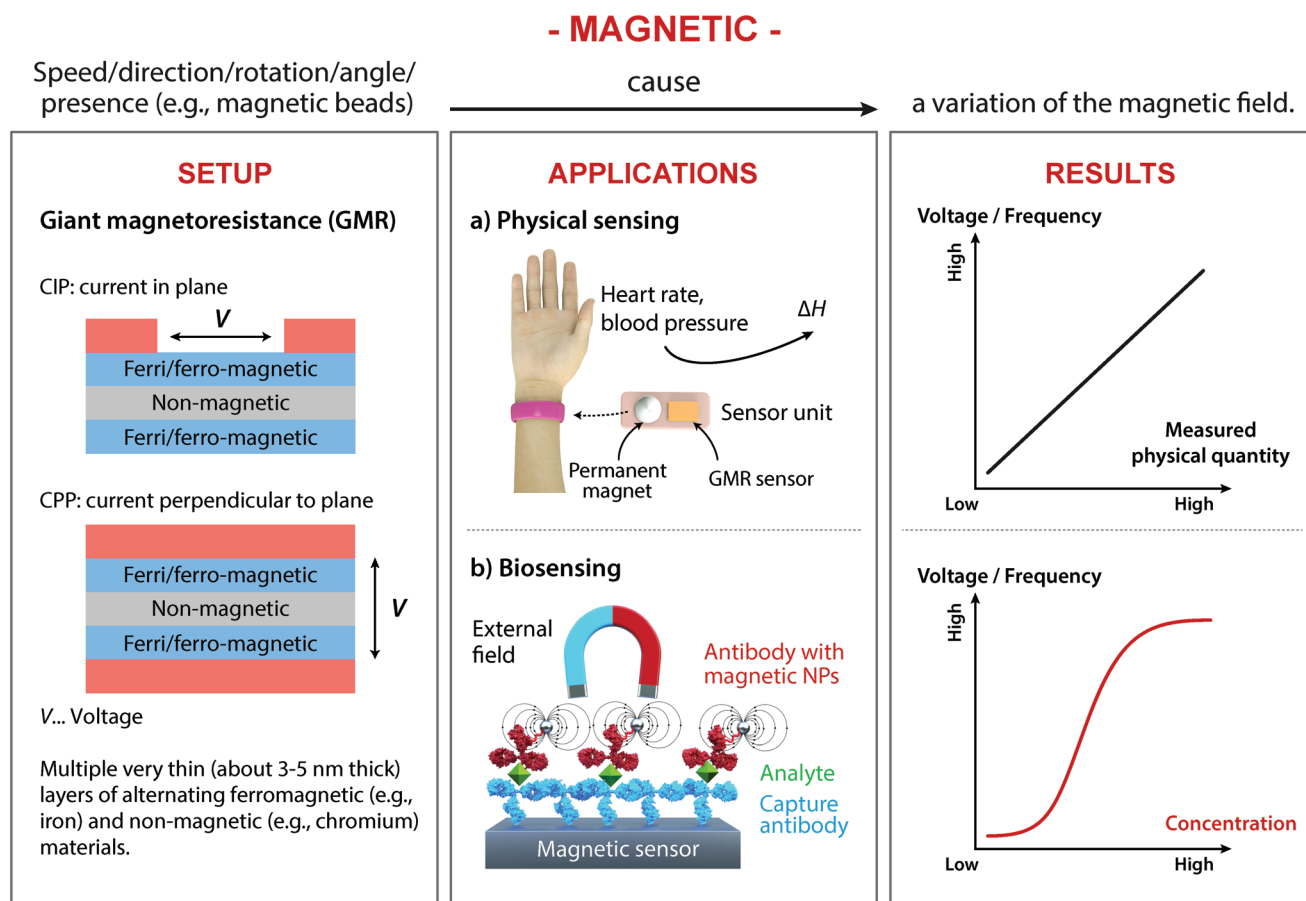 - MAGNETIC -
Speed/direction/rotation/angle/
presence (e.g., magnetic beads)
cause
a variation of the magnetic field.
SETUP
Giant magnetoresistance (GMR)
CIP: current in plane
V
Ferri/ferro-magnetic
Non-magnetic
Ferri/ferro-magnetic
CPP: current perpendicular to plane
Ferri/ferro-magnetic
Non-magnetic
Ferri/ferro-magnetic
V
V... Voltage
Multiple very thin (about 3-5 nm thick)
layers of alternating ferromagnetic (e.g.,
iron) and non-magnetic (e.g., chromium)
materials.
APPLICATIONS
a) Physical sensing
Heart rate,
blood pressure
ΔH
Sensor unit
Permanent
magnet
GMR sensor
b) Biosensing
External
field
Antibody with
magnetic NPs
Analyte
Capture
antibody
Magnetic sensor
RESULTS
Voltage / Frequency
High
Measured
physical quantity
Low
High
Voltage / Frequency
High
Concentration
Low
High